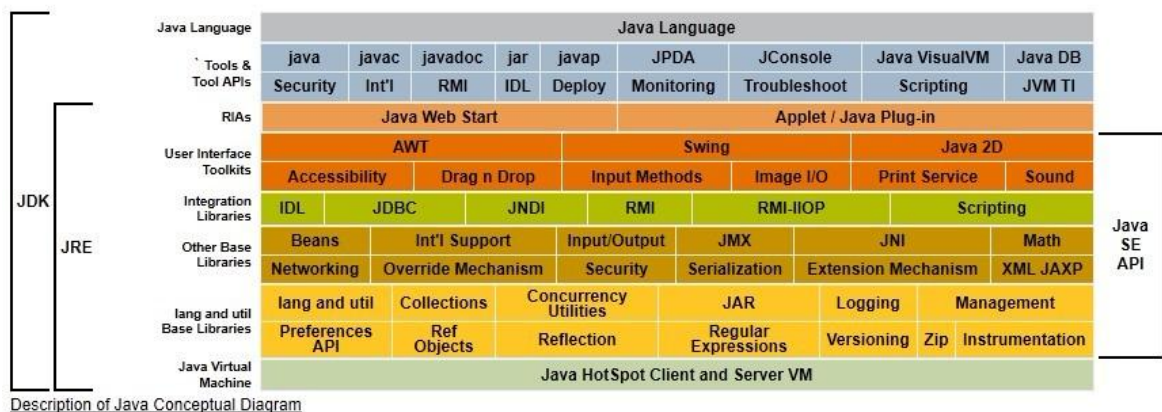 Java Language Java Language
` Tools & Tool APIs java javac javadoc jar javap JPDA JConsole Java VisualVM Java DB
Security Int'l RMI IDL Deploy Monitoring Troubleshoot Scripting JVM TI
RIAs Java Web Start Applet / Java Plug-in
User Interface Toolkits AWT Swing Java 2D
Accessibility Drag n Drop Input Methods Image I/O Print Service Sound
Integration Libraries IDL JDBC JNDI RMI RMI-IIOP Scripting
JDK
JRE
Other Base Libraries Beans Int'l Support Input/Output JMX JNI Math
Networking Override Mechanism Security Serialization Extension Mechanism XML JAXP
Java SE API
lang and util Base Libraries lang and util Collections Concurrency Utilities JAR Logging Management
Preferences API Ref Objects Reflection Regular Expressions Versioning Zip Instrumentation
Java Virtual Machine Java HotSpot Client and Server VM
Description of Java Conceptual Diagram